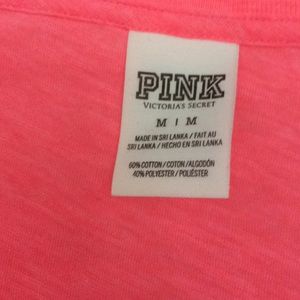 PINK
VICTORIA'S SECRET
M | M
MADE IN SRI LANKA / FAIT AU
SRI LANKA / HECHO EN SRI LANKA
60% COTTON / COTON / ALGODÓN
40% POLYESTER / POLIÉSTER